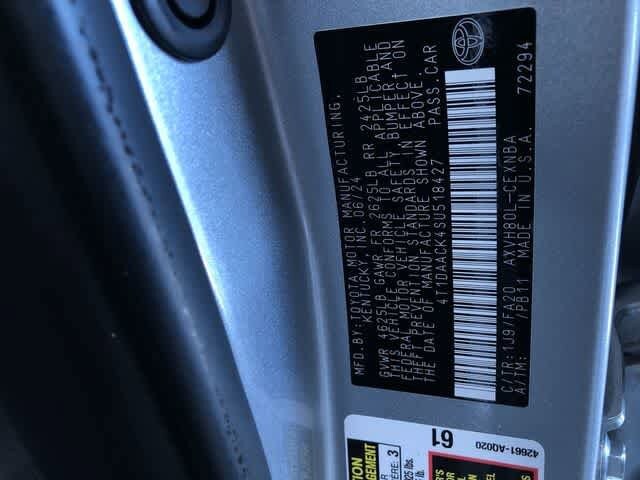 MFD.BY:TOYOTA MOTOR MANUFACTURING,
KENTUCKY, INC. 06/24
GVWR 4625LB GAWR FR 2625LB RR 2425LB
THIS VEHICLE CONFORMS TO ALL APPLICABLE
FEDERAL MOTOR VEHICLE SAFETY, BUMPER AND
THEFT PREVENTION STANDARDS IN EFFECT ON
THE DATE OF MANUFACTURE SHOWN ABOVE.
4T1DAACK4SU518427 PASS.CAR
C/TR:1J9/FA20 /AXVH80L-CEXNBA
A/TM: /PB11 MADE IN U.S.A. 72294
61
42661-AQ020
3